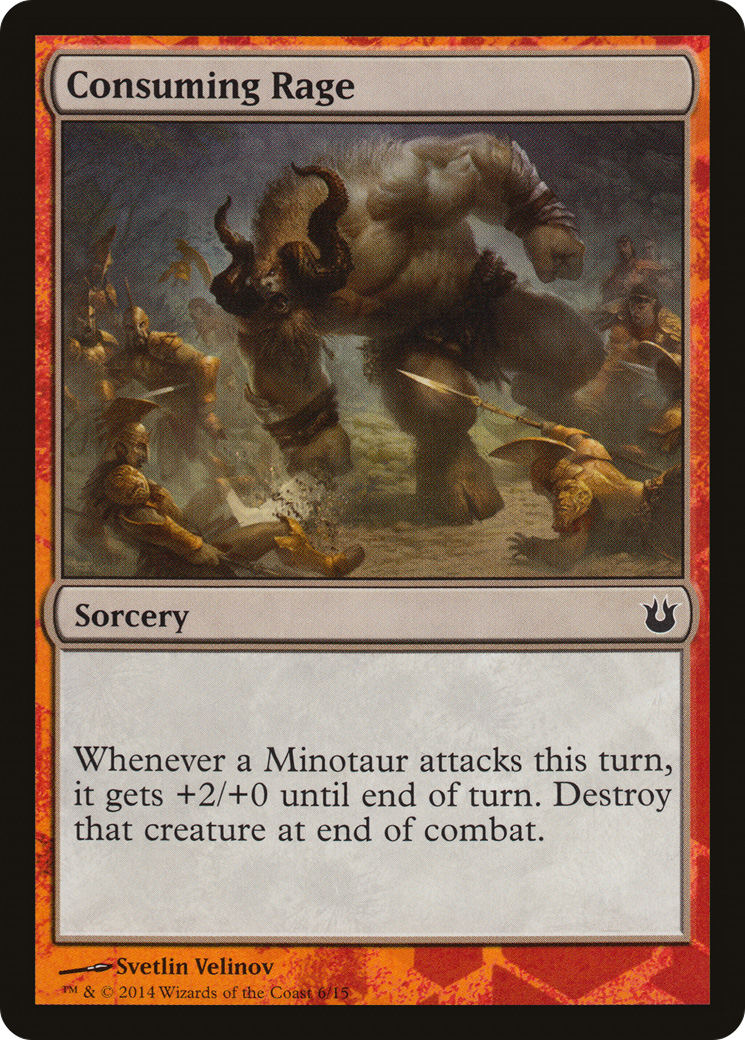 Consuming Rage
Sorcery
Whenever a Minotaur attacks this turn,
it gets +2/+0 until end of turn. Destroy
that creature at end of combat.
Svetlin Velinov
™ & © 2014 Wizards of the Coast 6/15